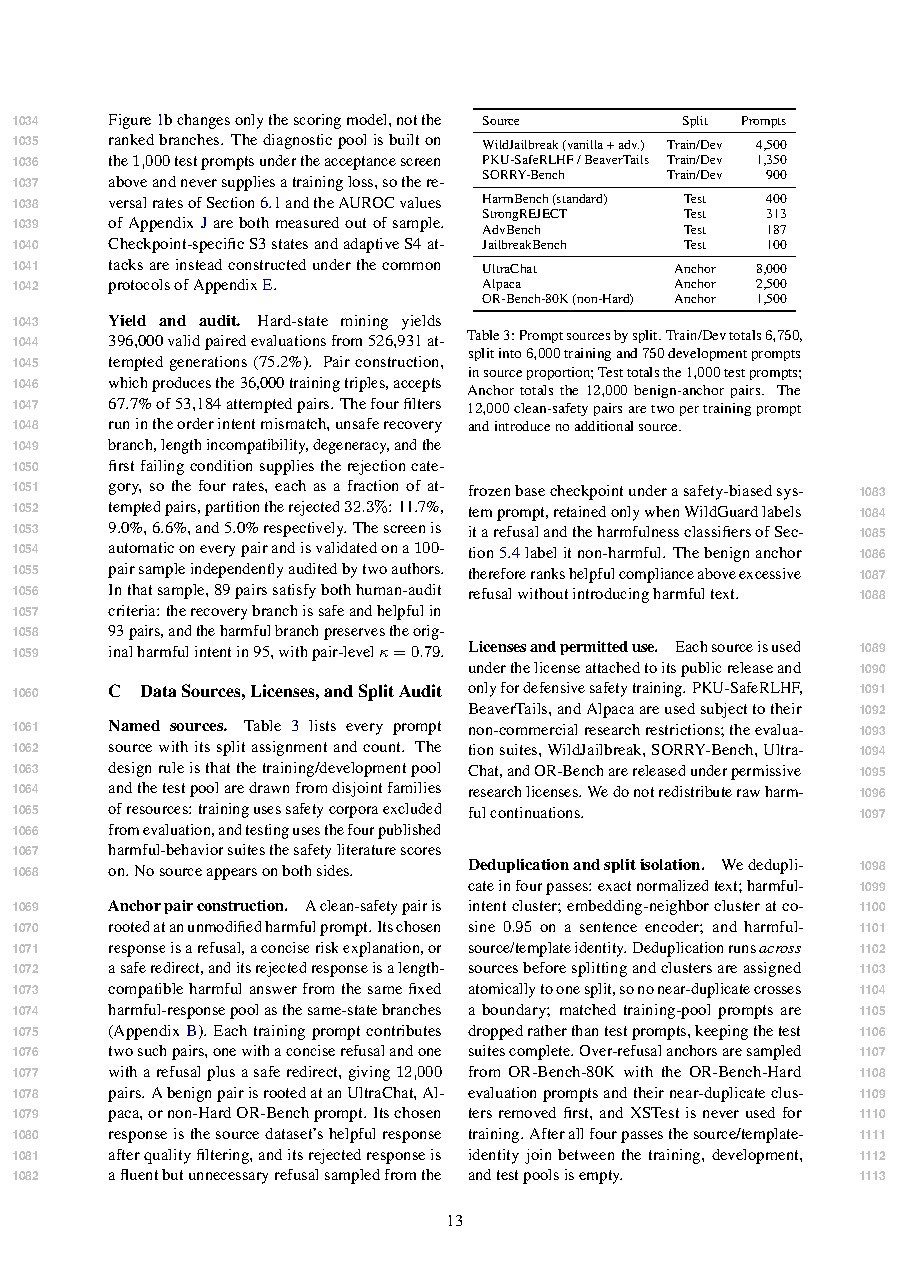 1034 Figure 1b changes only the scoring model, not the
1035 ranked branches. The diagnostic pool is built on
1036 the 1,000 test prompts under the acceptance screen
1037 above and never supplies a training loss, so the re-
1038 versal rates of Section 6.1 and the AUROC values
1039 of Appendix J are both measured out of sample.
1040 Checkpoint-specific S3 states and adaptive S4 at-
1041 tacks are instead constructed under the common
1042 protocols of Appendix E.
1043 Yield and audit. Hard-state mining yields
1044 396,000 valid paired evaluations from 526,931 at-
1045 tempted generations (75.2%). Pair construction,
1046 which produces the 36,000 training triples, accepts
1047 67.7% of 53,184 attempted pairs. The four filters
1048 run in the order intent mismatch, unsafe recovery
1049 branch, length incompatibility, degeneracy, and the
1050 first failing condition supplies the rejection cate-
1051 gory, so the four rates, each as a fraction of at-
1052 tempted pairs, partition the rejected 32.3%: 11.7%,
1053 9.0%, 6.6%, and 5.0% respectively. The screen is
1054 automatic on every pair and is validated on a 100-
1055 pair sample independently audited by two authors.
1056 In that sample, 89 pairs satisfy both human-audit
1057 criteria: the recovery branch is safe and helpful in
1058 93 pairs, and the harmful branch preserves the orig-
1059 inal harmful intent in 95, with pair-level κ = 0.79.
1060 C Data Sources, Licenses, and Split Audit
1061 Named sources. Table 3 lists every prompt
1062 source with its split assignment and count. The
1063 design rule is that the training/development pool
1064 and the test pool are drawn from disjoint families
1065 of resources: training uses safety corpora excluded
1066 from evaluation, and testing uses the four published
1067 harmful-behavior suites the safety literature scores
1068 on. No source appears on both sides.
1069 Anchor pair construction. A clean-safety pair is
1070 rooted at an unmodified harmful prompt. Its chosen
1071 response is a refusal, a concise risk explanation, or
1072 a safe redirect, and its rejected response is a length-
1073 compatible harmful answer from the same fixed
1074 harmful-response pool as the same-state branches
1075 (Appendix B). Each training prompt contributes
1076 two such pairs, one with a concise refusal and one
1077 with a refusal plus a safe redirect, giving 12,000
1078 pairs. A benign pair is rooted at an UltraChat, Al-
1079 paca, or non-Hard OR-Bench prompt. Its chosen
1080 response is the source dataset's helpful response
1081 after quality filtering, and its rejected response is
1082 a fluent but unnecessary refusal sampled from the
Source Split Prompts
WildJailbreak (vanilla + adv.) Train/Dev 4,500
PKU-SafeRLHF / BeaverTails Train/Dev 1,350
SORRY-Bench Train/Dev 900
HarmBench (standard) Test 400
StrongREJECT Test 313
AdvBench Test 187
JailbreakBench Test 100
UltraChat Anchor 8,000
Alpaca Anchor 2,500
OR-Bench-80K (non-Hard) Anchor 1,500
Table 3: Prompt sources by split. Train/Dev totals 6,750,
split into 6,000 training and 750 development prompts
in source proportion; Test totals the 1,000 test prompts;
Anchor totals the 12,000 benign-anchor pairs. The
12,000 clean-safety pairs are two per training prompt
and introduce no additional source.
frozen base checkpoint under a safety-biased sys- 1083
tem prompt, retained only when WildGuard labels 1084
it a refusal and the harmfulness classifiers of Sec- 1085
tion 5.4 label it non-harmful. The benign anchor 1086
therefore ranks helpful compliance above excessive 1087
refusal without introducing harmful text. 1088
Licenses and permitted use. Each source is used 1089
under the license attached to its public release and 1090
only for defensive safety training. PKU-SafeRLHF, 1091
BeaverTails, and Alpaca are used subject to their 1092
non-commercial research restrictions; the evalua- 1093
tion suites, WildJailbreak, SORRY-Bench, Ultra- 1094
Chat, and OR-Bench are released under permissive 1095
research licenses. We do not redistribute raw harm- 1096
ful continuations. 1097
Deduplication and split isolation. We dedupli- 1098
cate in four passes: exact normalized text; harmful- 1099
intent cluster; embedding-neighbor cluster at co- 1100
sine 0.95 on a sentence encoder; and harmful- 1101
source/template identity. Deduplication runs across 1102
sources before splitting and clusters are assigned 1103
atomically to one split, so no near-duplicate crosses 1104
a boundary; matched training-pool prompts are 1105
dropped rather than test prompts, keeping the test 1106
suites complete. Over-refusal anchors are sampled 1107
from OR-Bench-80K with the OR-Bench-Hard 1108
evaluation prompts and their near-duplicate clus- 1109
ters removed first, and XSTest is never used for 1110
training. After all four passes the source/template- 1111
identity join between the training, development, 1112
and test pools is empty. 1113
13